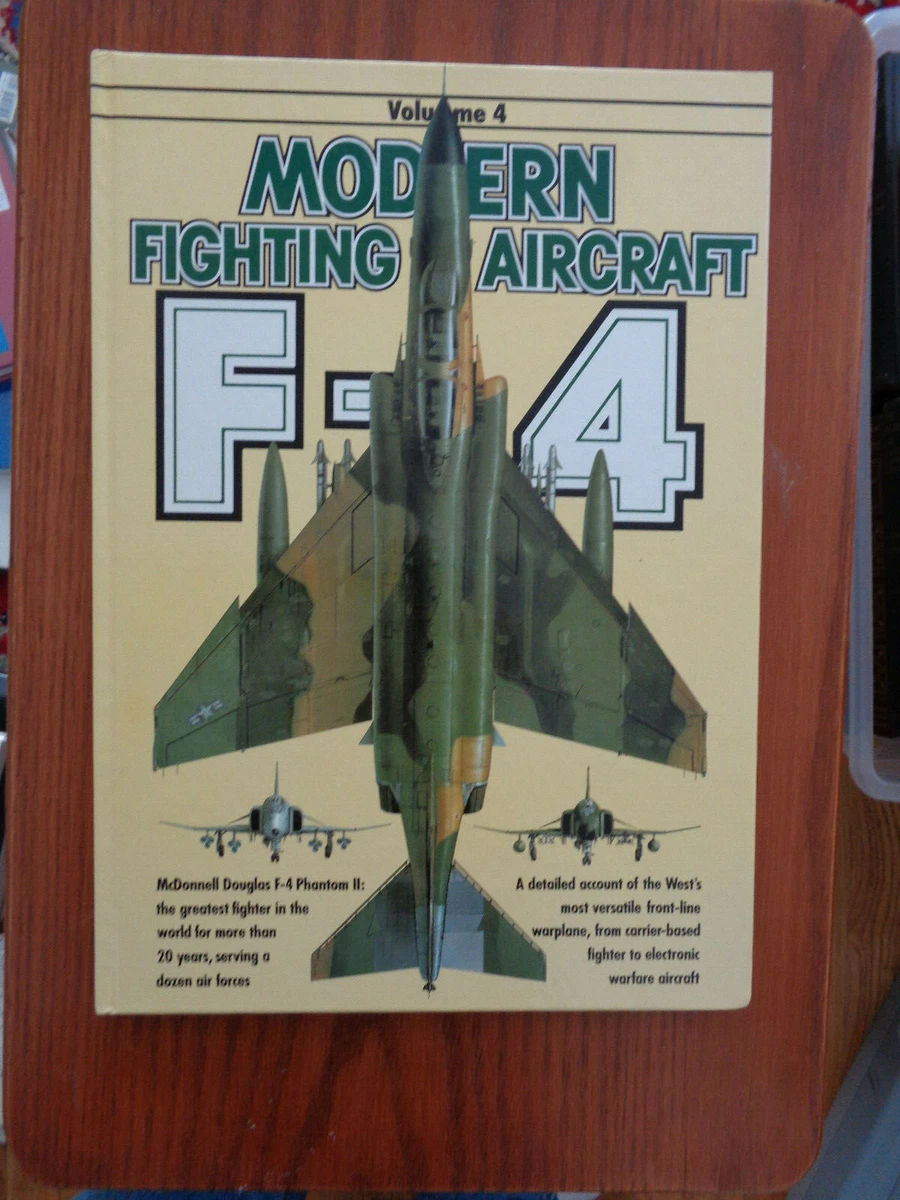 Volume 4
MODERN
FIGHTING AIRCRAFT
F-4
McDonnell Douglas F-4 Phantom II:
the greatest fighter in the
world for more than
20 years, serving a
dozen air forces
A detailed account of the West's
most versatile front-line
warplane, from carrier-based
fighter to electronic
warfare aircraft